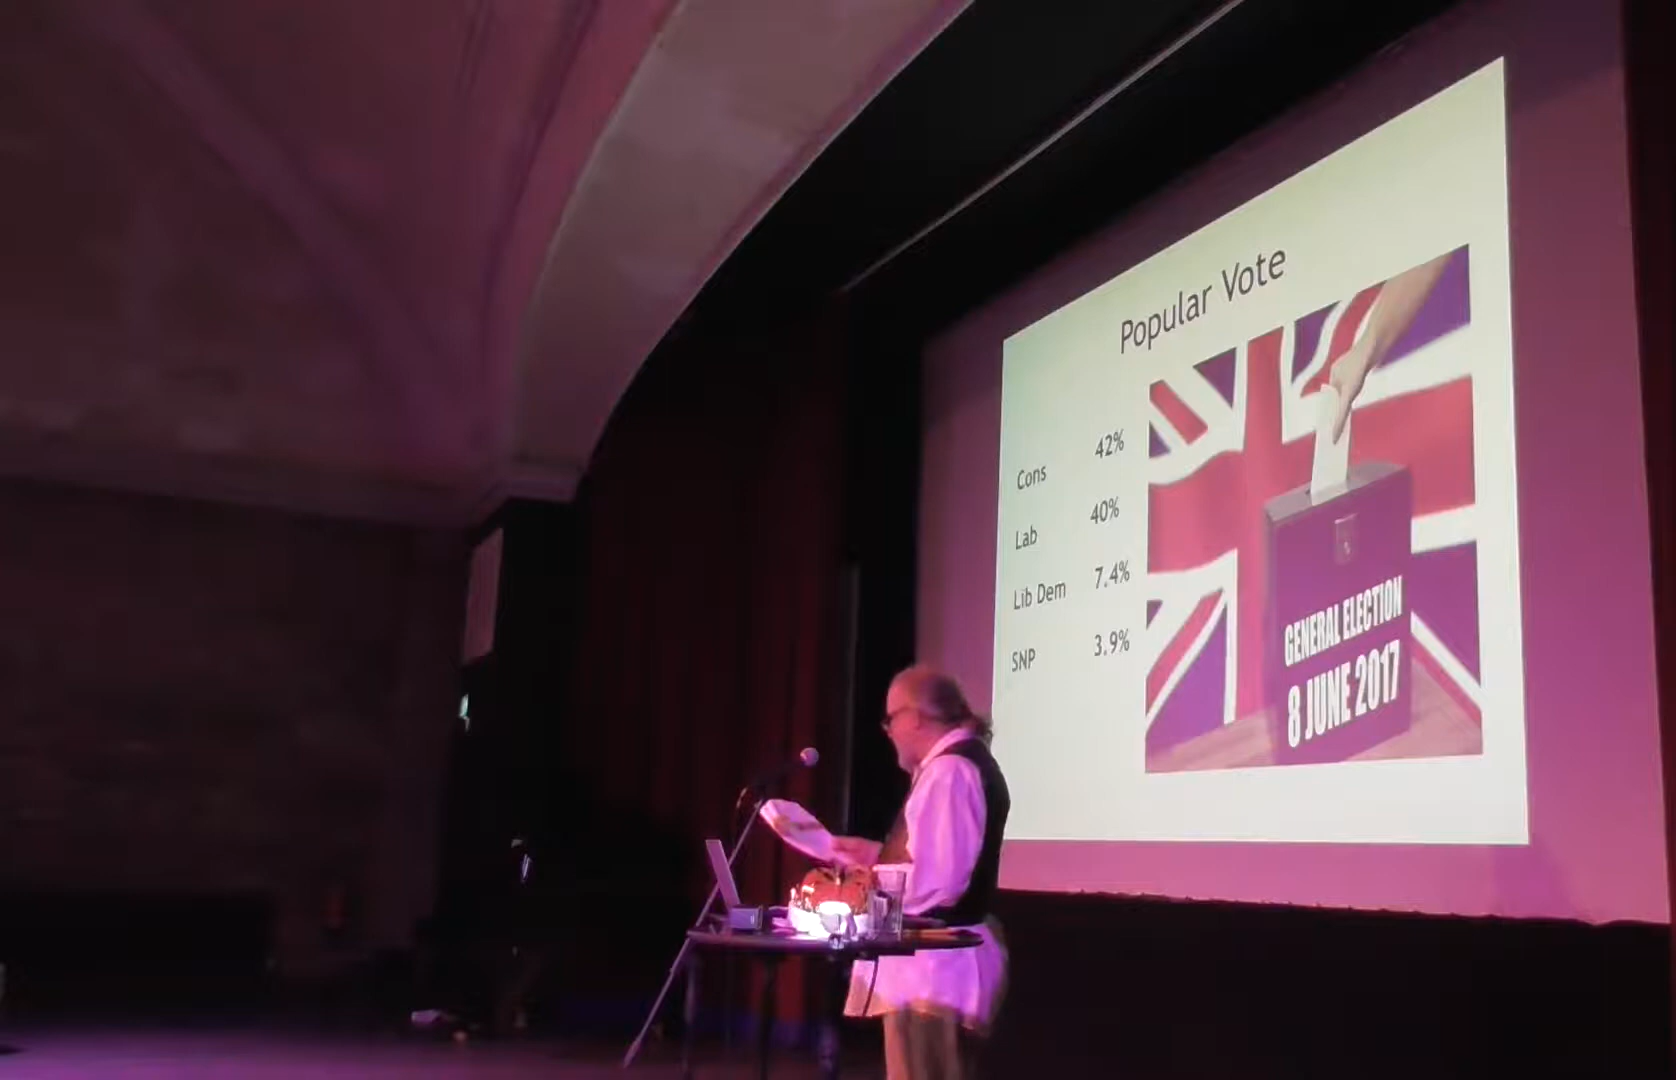 Popular Vote
Cons 42%
Lab 40%
Lib Dem 7.4%
SNP 3.9%
GENERAL ELECTION
8 JUNE 2017